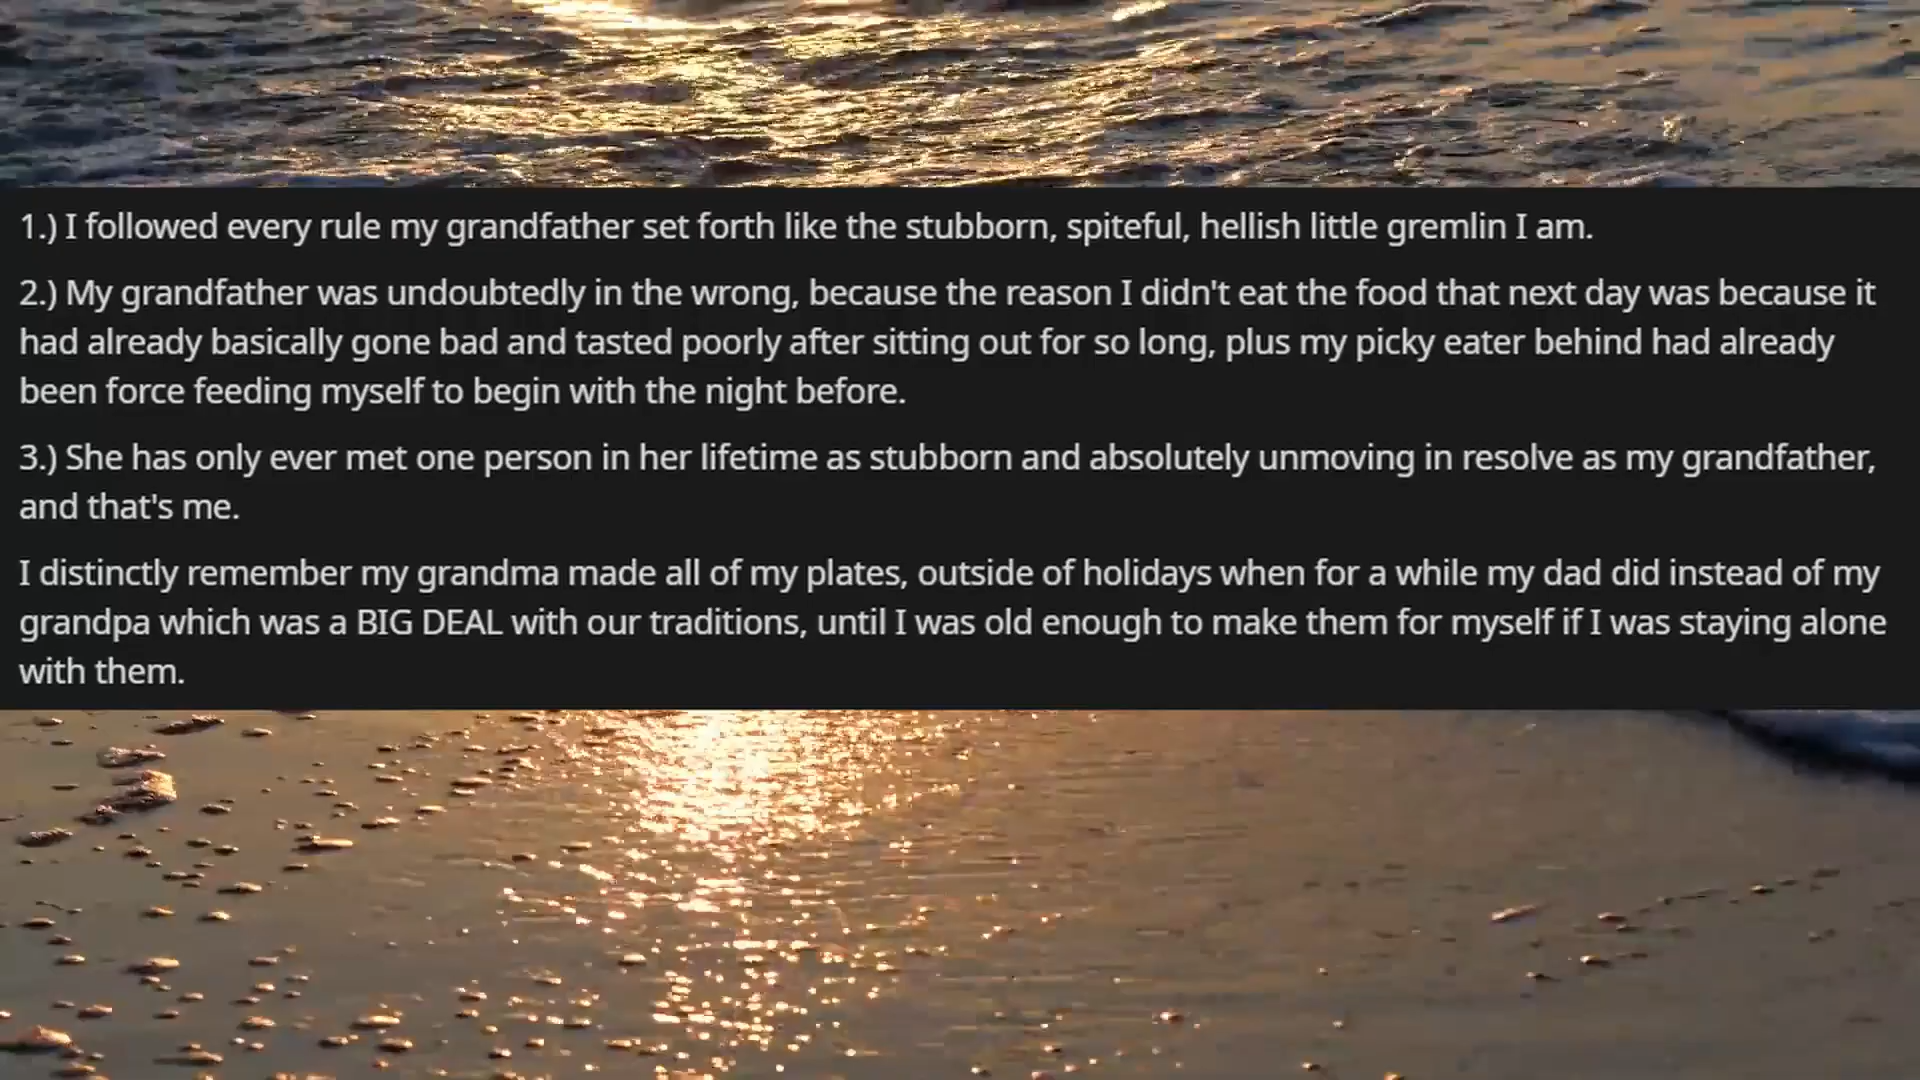 1.) I followed every rule my grandfather set forth like the stubborn, spiteful, hellish little gremlin I am.
2.) My grandfather was undoubtedly in the wrong, because the reason I didn't eat the food that next day was because it
had already basically gone bad and tasted poorly after sitting out for so long, plus my picky eater behind had already
been force feeding myself to begin with the night before.
3.) She has only ever met one person in her lifetime as stubborn and absolutely unmoving in resolve as my grandfather,
and that's me.
I distinctly remember my grandma made all of my plates, outside of holidays when for a while my dad did instead of my
grandpa which was a BIG DEAL with our traditions, until I was old enough to make them for myself if I was staying alone
with them.